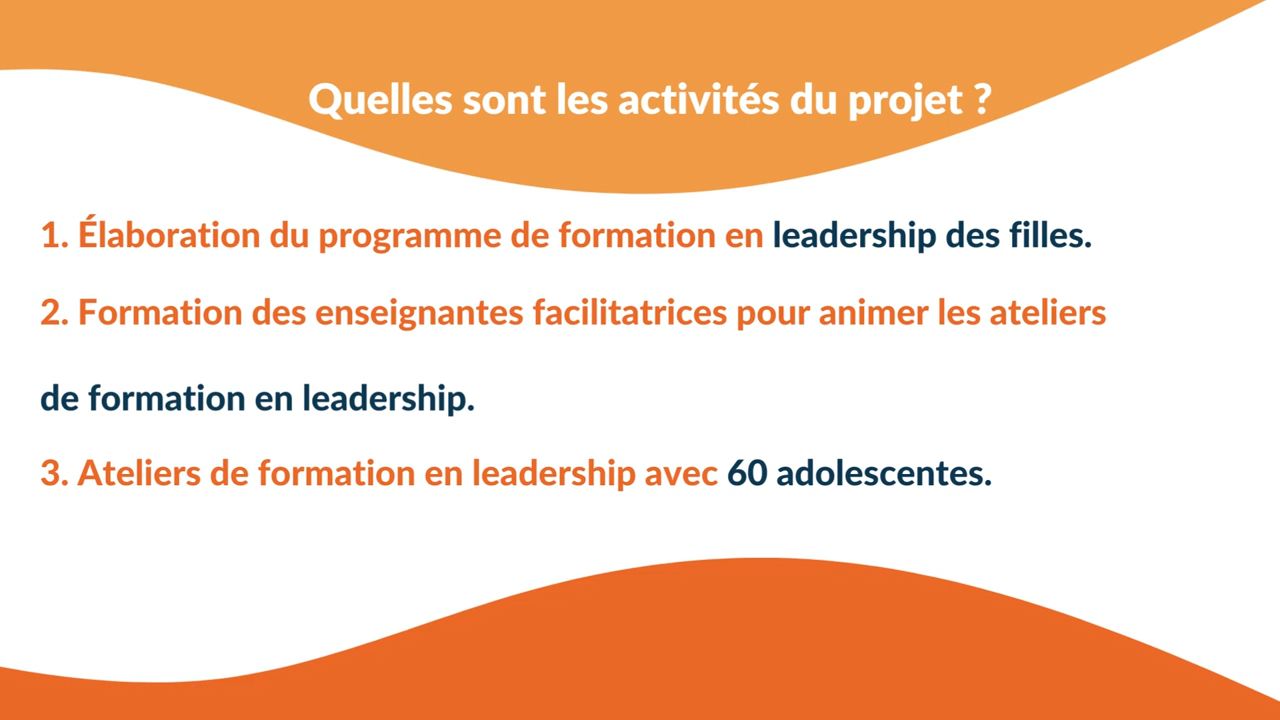 Quelles sont les activités du projet ?
1. Élaboration du programme de formation en leadership des filles.
2. Formation des enseignantes facilitatrices pour animer les ateliers
de formation en leadership.
3. Ateliers de formation en leadership avec 60 adolescentes.